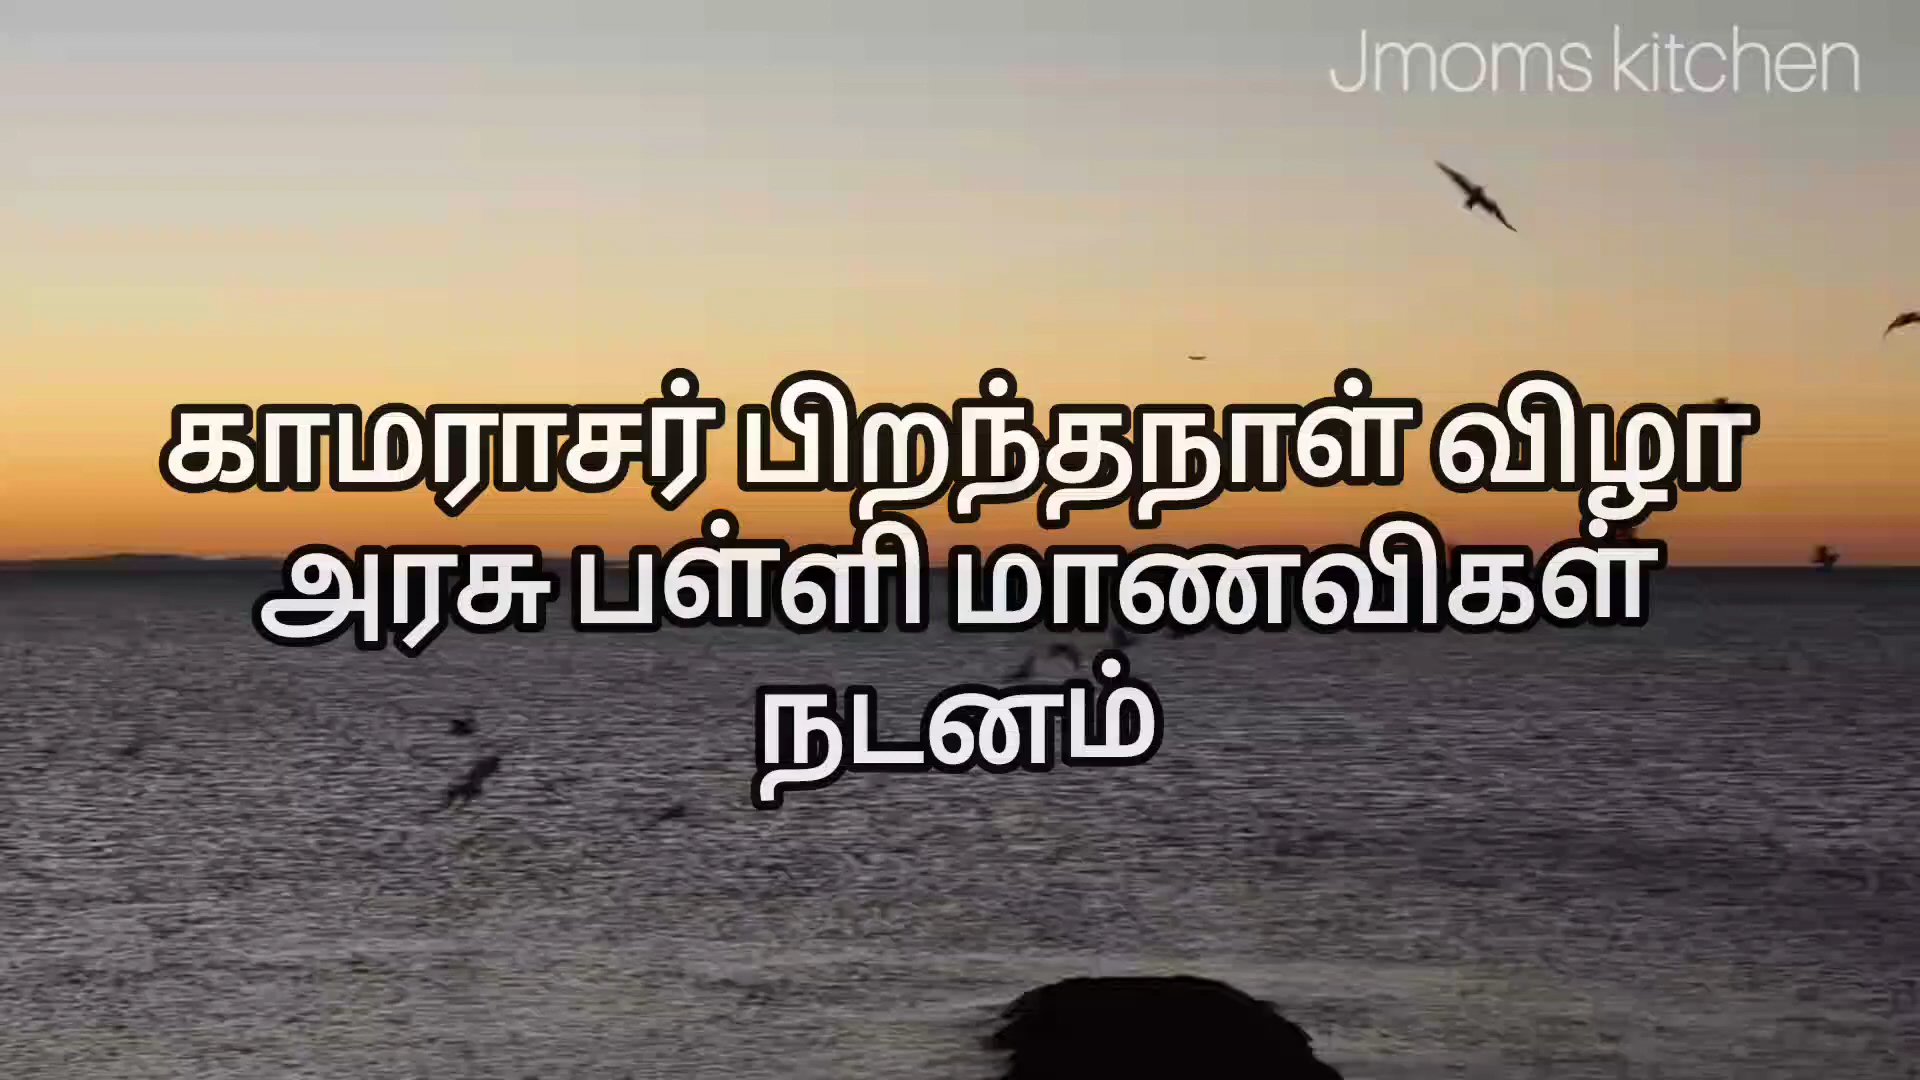 Jmoms kitchen
காமராசர் பிறந்தநாள் விழா
அரசு பள்ளி மாணவிகள்
நடனம்